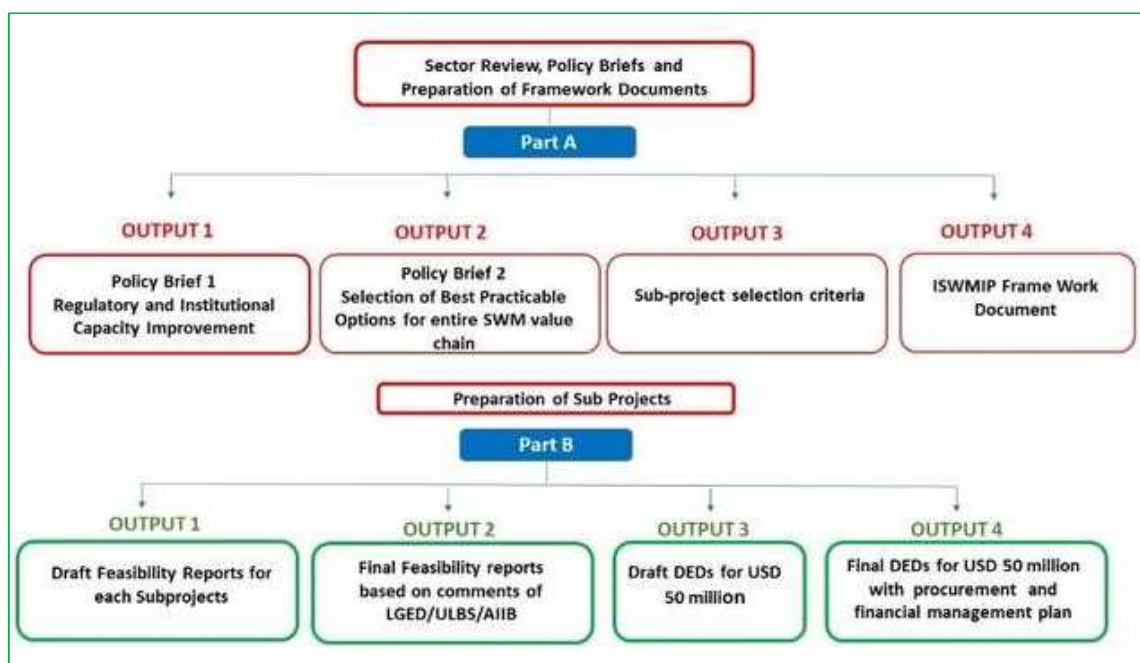 Sector Review, Policy Briefs and
Preparation of Framework Documents
Part A
OUTPUT 1
Policy Brief 1
Regulatory and Institutional
Capacity Improvement
OUTPUT 2
Policy Brief 2
Selection of Best Practicable
Options for entire SWM value
chain
OUTPUT 3
Sub-project selection criteria
OUTPUT 4
ISWMIP Frame Work
Document
Preparation of Sub Projects
Part B
OUTPUT 1
Draft Feasibility Reports for
each Subprojects
OUTPUT 2
Final Feasibility reports
based on comments of
LGED/ULBS/AIIB
OUTPUT 3
Draft DEDs for USD
50 million
OUTPUT 4
Final DEDs for USD 50 million
with procurement and
financial management plan